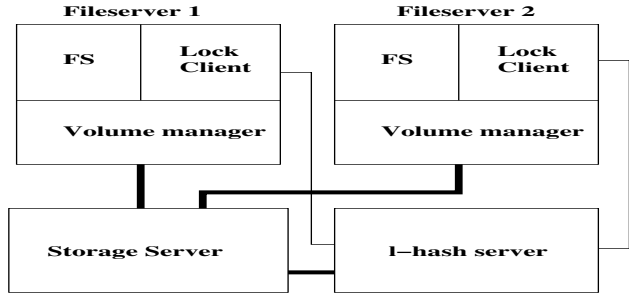 Fileserver 1
Fileserver 2
FS
Lock
Client
FS
Lock
Client
Volume manager
Volume manager
Storage Server
l−hash server